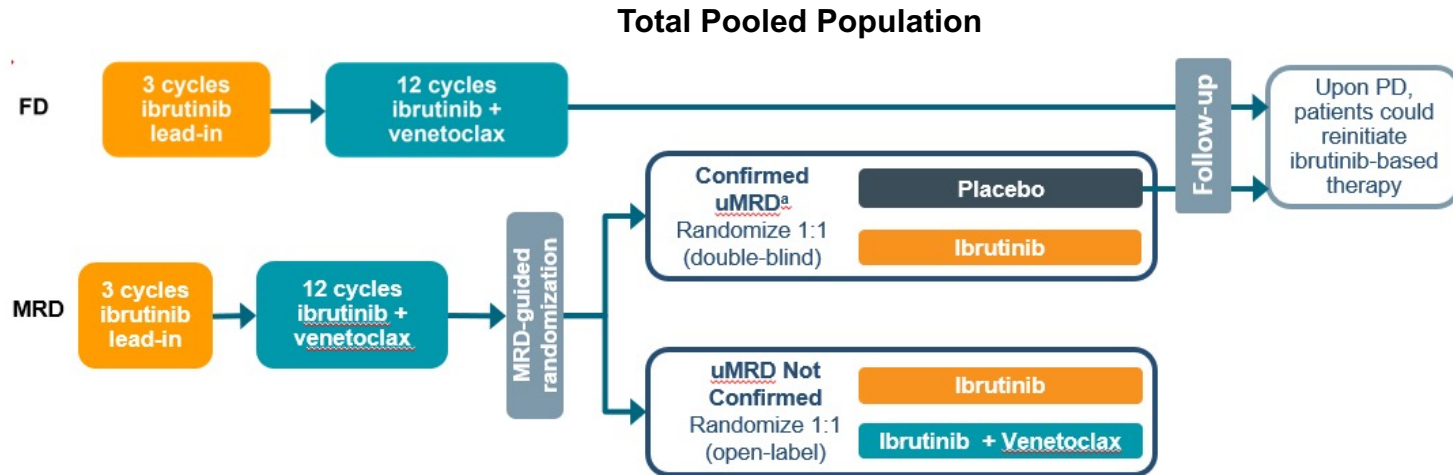 Total Pooled Population
FD
3 cycles
ibrutinib
lead-in
12 cycles
ibrutinib +
venetoclax
Follow-up
Upon PD,
patients could
reinitiate
ibrutinib-based
therapy
MRD
3 cycles
ibrutinib
lead-in
12 cycles
ibrutinib +
venetoclax
MRD-guided
randomization
Confirmed
uMRDª
Randomize 1:1
(double-blind)
Placebo
Ibrutinib
uMRD Not
Confirmed
Randomize 1:1
(open-label)
Ibrutinib
Ibrutinib + Venetoclax